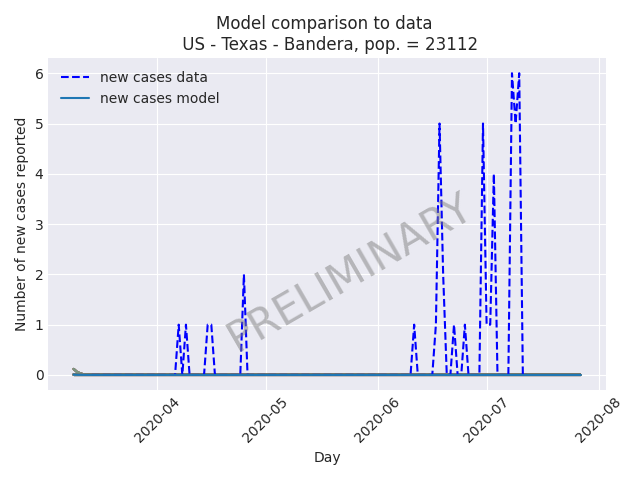 Model comparison to data
US - Texas - Bandera, pop. = 23112
new cases data
new cases model
Number of new cases reported
6
5
4
3
2
1
0
PRELIMINARY
2020-04
2020-05
2020-06
2020-07
2020-08
Day